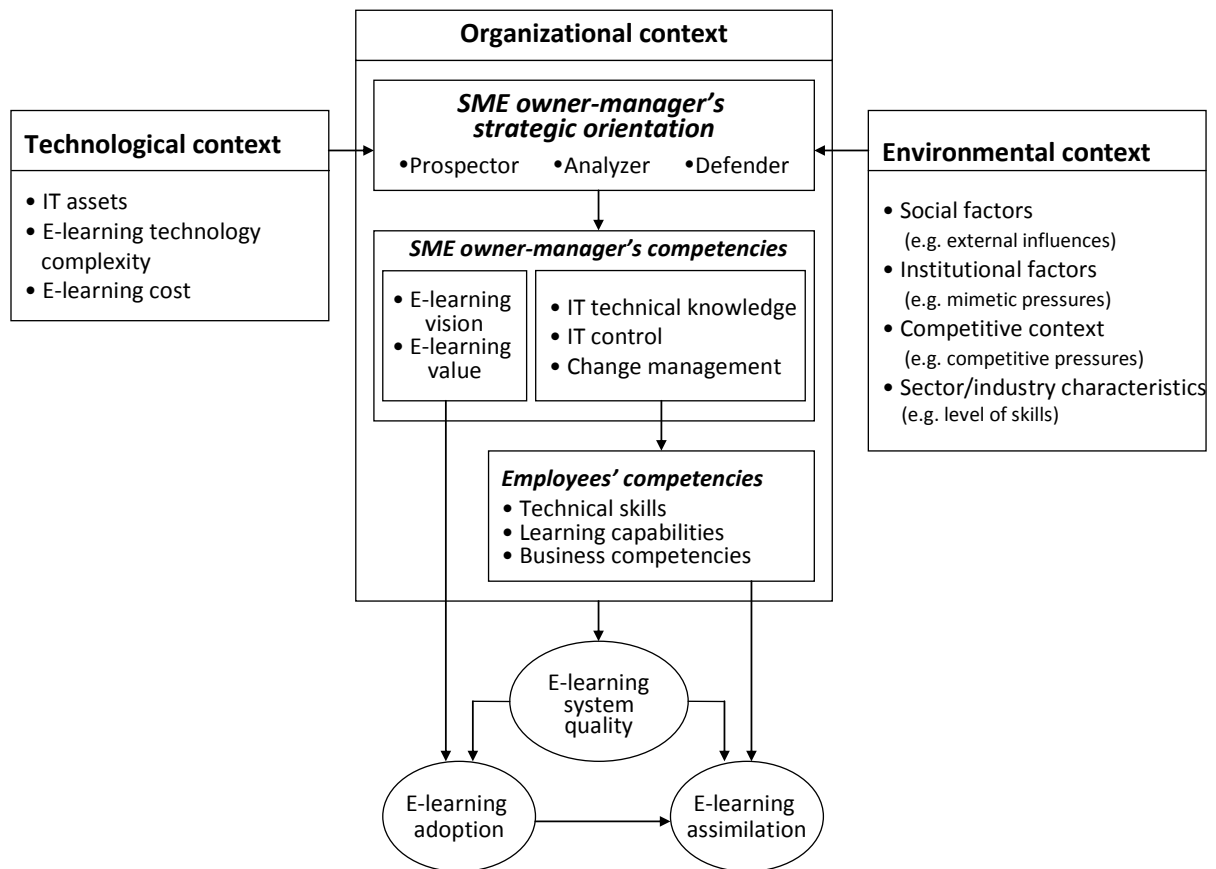 Organizational context
SME owner-manager's
strategic orientation
•Prospector •Analyzer •Defender
Technological context
• IT assets
• E-learning technology
complexity
• E-learning cost
Environmental context
• Social factors
(e.g. external influences)
• Institutional factors
(e.g. mimetic pressures)
• Competitive context
(e.g. competitive pressures)
• Sector/industry characteristics
(e.g. level of skills)
SME owner-manager's competencies
• E-learning
vision
• E-learning
value
• IT technical knowledge
• IT control
• Change management
Employees' competencies
• Technical skills
• Learning capabilities
• Business competencies
E-learning
system
quality
E-learning
adoption
E-learning
assimilation